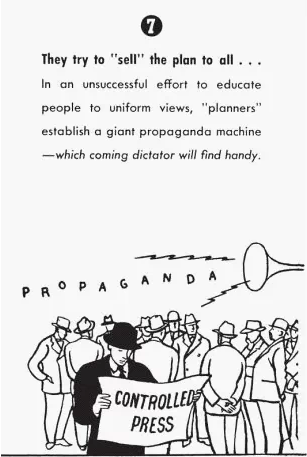 7
They try to "sell" the plan to all . . .
In an unsuccessful effort to educate
people to uniform views, "planners"
establish a giant propaganda machine
—which coming dictator will find handy.
PROPAGANDA
CONTROLLED
PRESS